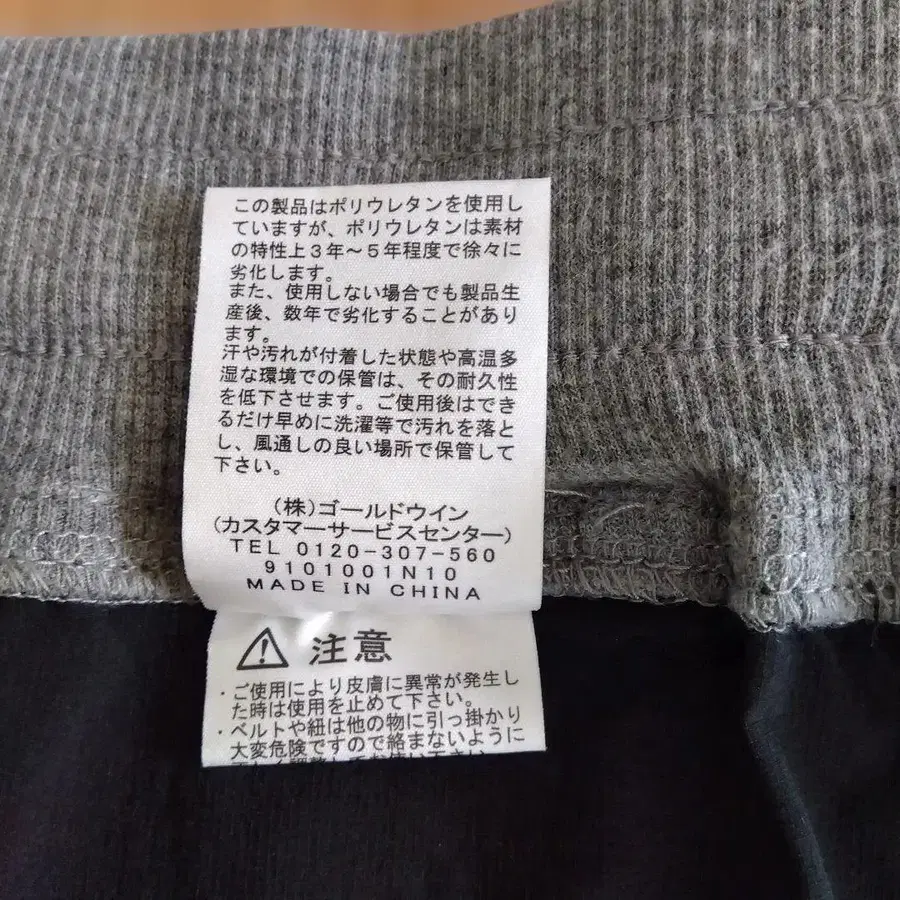 この製品はポリウレタンを使用し
ていますが、ポリウレタンは素材
の特性上3年～5年程度で徐々に
劣化します。
また、使用しない場合でも製品生
産後、数年で劣化することがあり
ます。
汗や汚れが付着した状態や高温多
湿な環境での保管は、その耐久性
を低下させます。ご使用後はでき
るだけ早めに洗濯等で汚れを落と
し、風通しの良い場所で保管して
下さい。
(株)ゴールドウイン
(カスタマーサービスセンター)
TEL 0120-307-560
9101001N10
MADE IN CHINA
注意
・ご使用により皮膚に異常が発生し
た時は使用を止めて下さい。
・ベルトや紐は他の物に引っ掛かり
大変危険ですので絡まないように